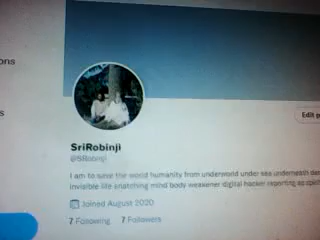 ons
s
Edit p
SriRobinji
@SRobinji
I am to save the world humanity from underworld under sea underneath
invisible life snatching mind body weakener digital hacker reporting as
Joined August 2020
7 Following 7 Followers